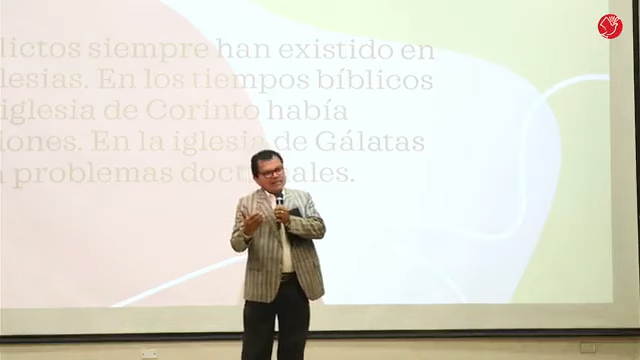 lictos siempre han existido en
lesias. En los tiempos bíblicos
iglesia de Corinto había
iones. En la iglesia de Gálatas
problemas doct ales.